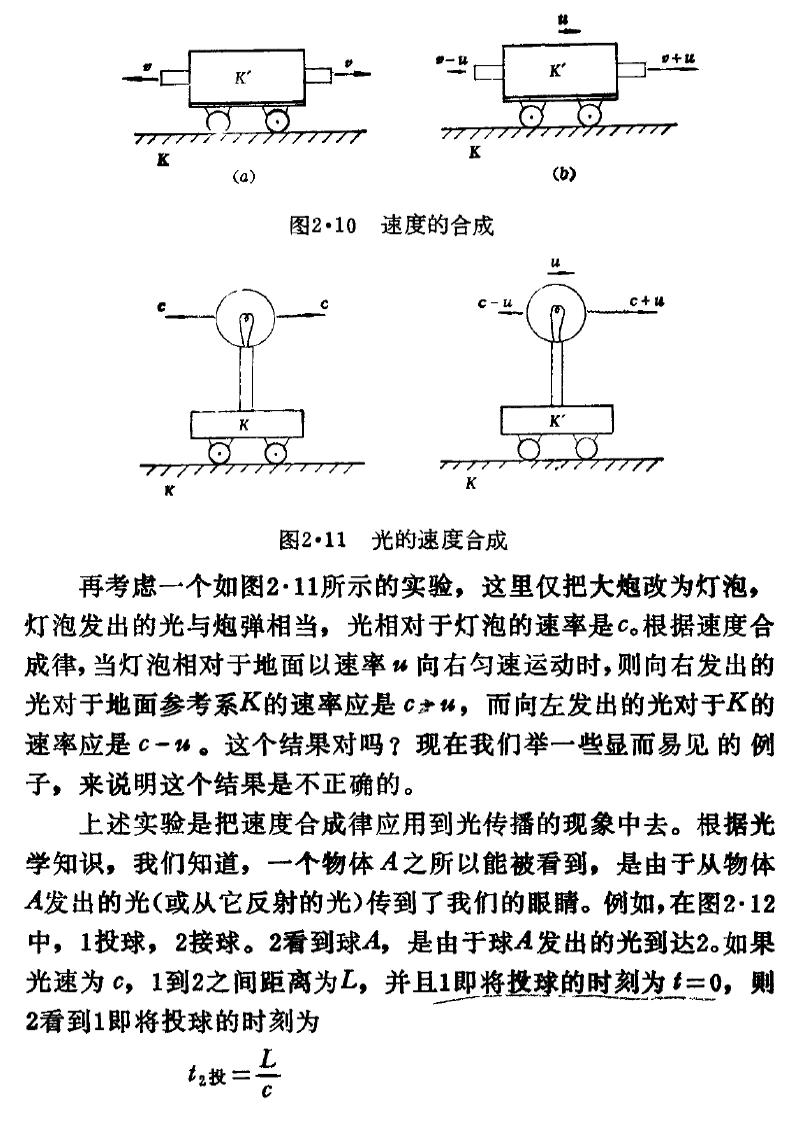 u
v v v-u v+u
K′ K′
K K
(a) (b)
图2·10 速度的合成
u
c c c-u c+u
K K′
K K
图2·11 光的速度合成
再考虑一个如图2·11所示的实验，这里仅把大炮改为灯泡，
灯泡发出的光与炮弹相当，光相对于灯泡的速率是c。根据速度合
成律，当灯泡相对于地面以速率u向右匀速运动时，则向右发出的
光对于地面参考系K的速率应是c+u，而向左发出的光对于K的
速率应是c-u。这个结果对吗？现在我们举一些显而易见的例
子，来说明这个结果是不正确的。
上述实验是把速度合成律应用到光传播的现象中去。根据光
学知识，我们知道，一个物体A之所以能被看到，是由于从物体
A发出的光(或从它反射的光)传到了我们的眼睛。例如，在图2·12
中，1投球，2接球。2看到球A，是由于球A发出的光到达2。如果
光速为c，1到2之间距离为L，并且1即将投球的时刻为t=0，则
2看到1即将投球的时刻为
t₂投=L/c